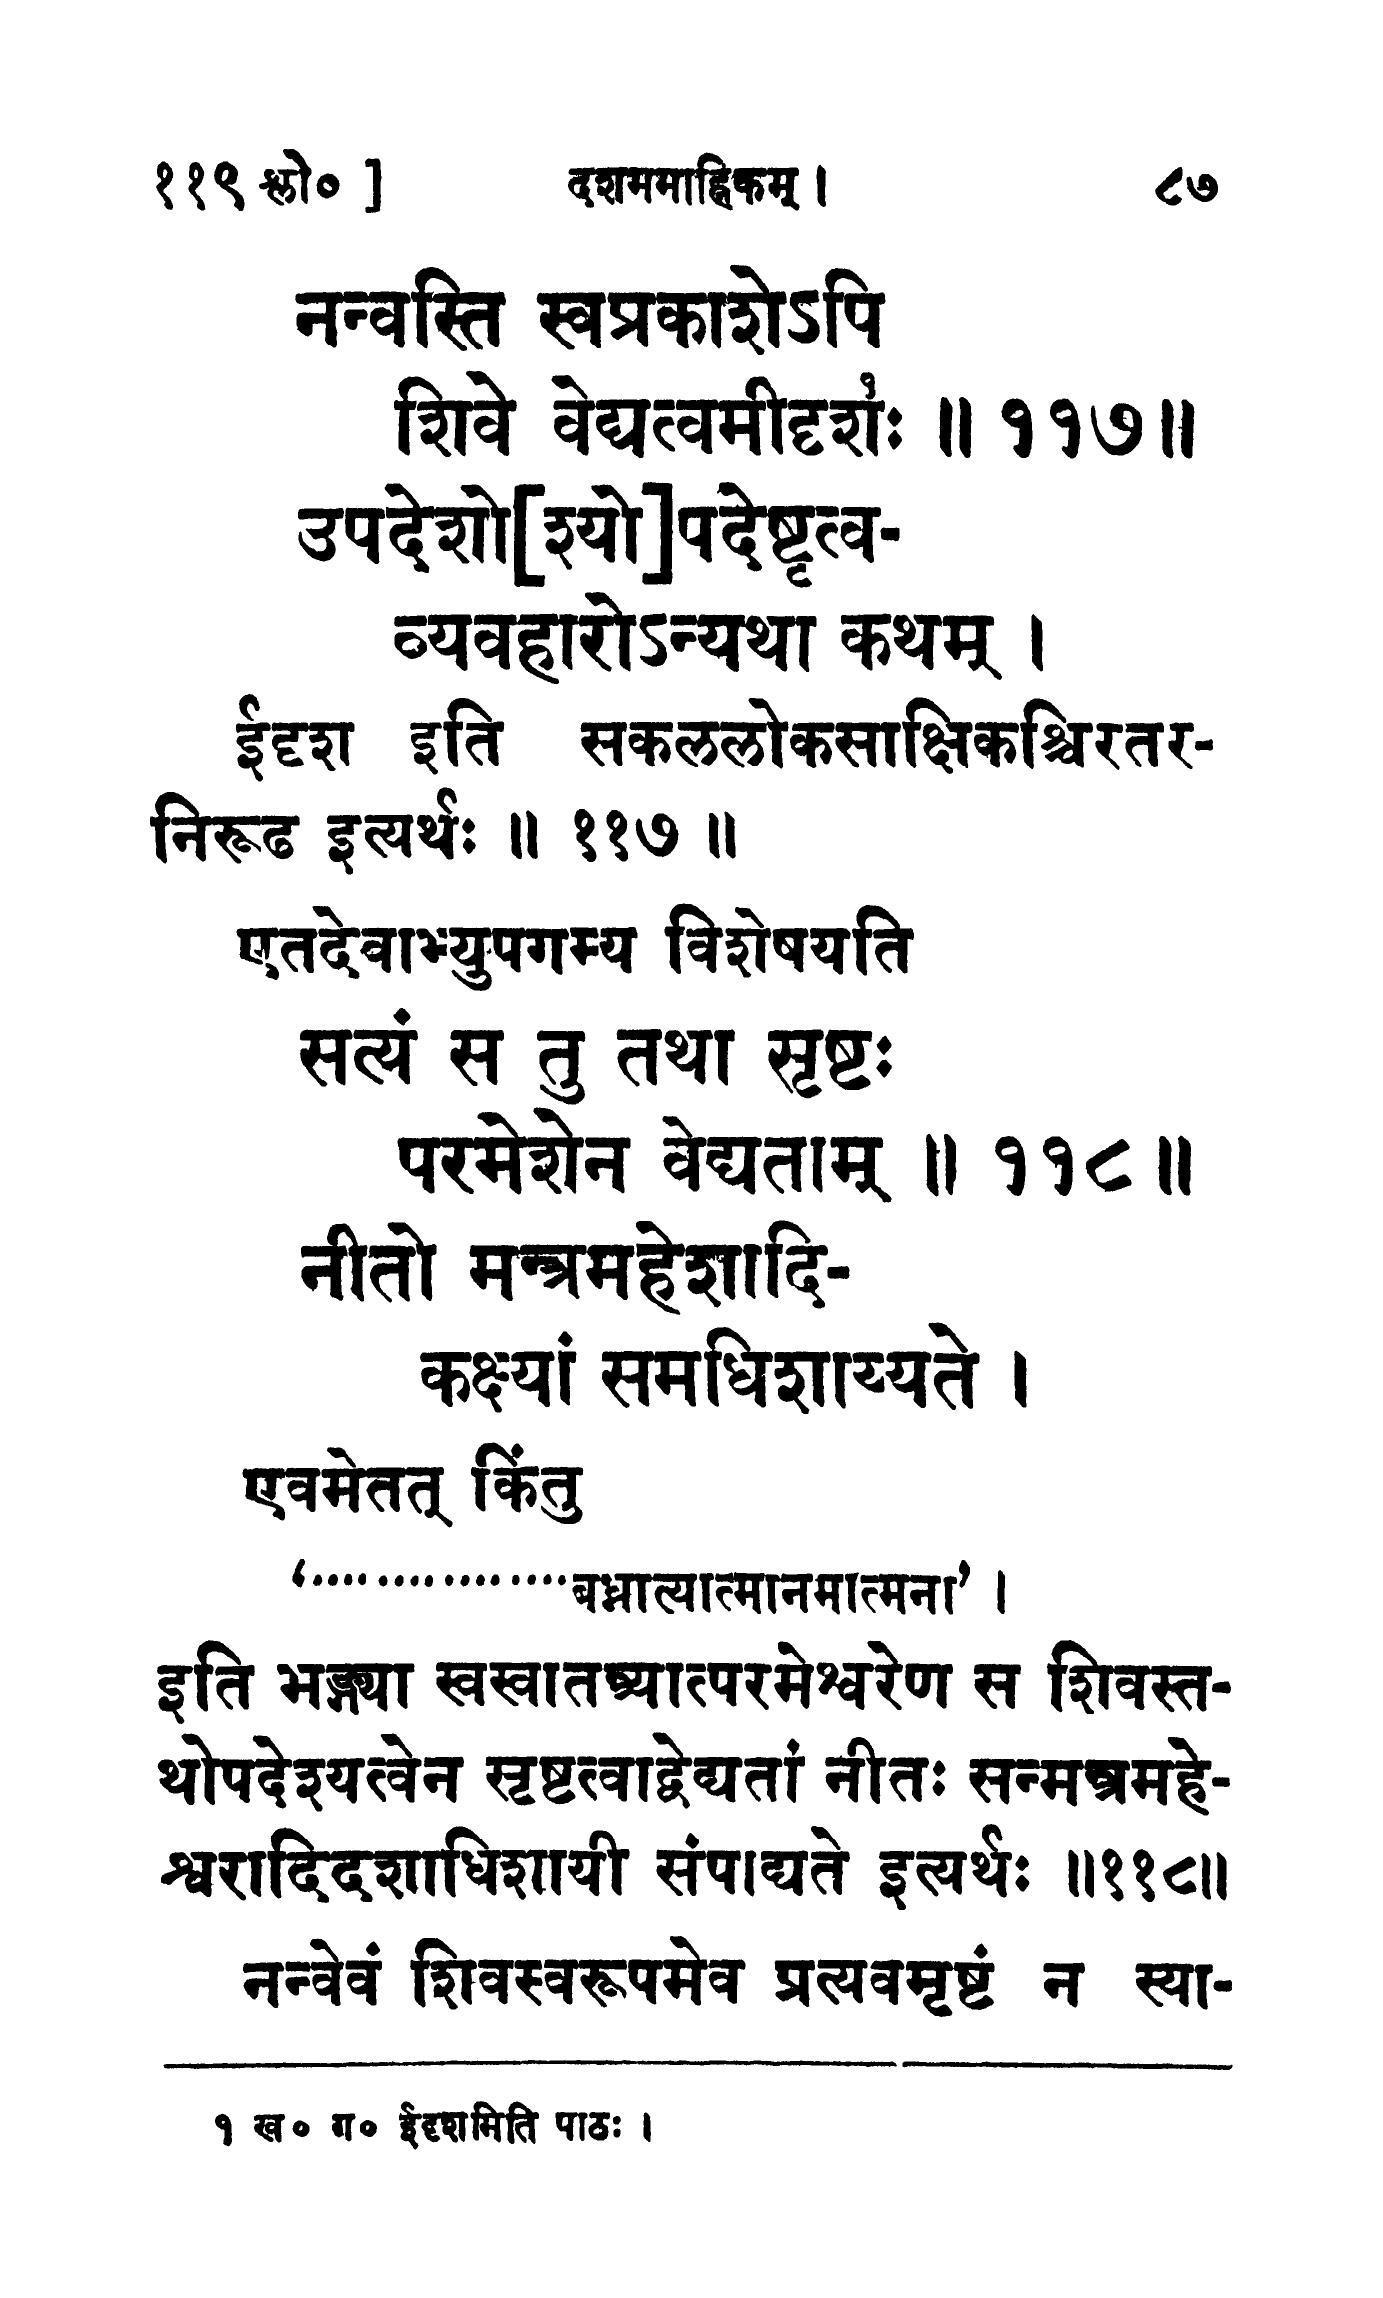 ११९ श्लो० ] दशममाह्निकम् । ८७
नन्वस्ति स्वप्रकाशेऽपि
शिवे वेद्यत्वमीदृशः१ ॥ ११७॥
उपदेशो[श्यो]पदेष्टृत्व-
व्यवहारोऽन्यथा कथम् ।
ईदृश इति सकललोकसाक्षिकश्चिरतर-
निरूढ इत्यर्थः ॥ ११७ ॥
एतदेवाभ्युपगम्य विशेषयति
सत्यं स तु तथा सृष्टः
परमेशेन वेद्यताम् ॥ ११८॥
नीतो मन्त्रमहेशादि-
कक्ष्यां समधिशाय्यते ।
एवमेतत् किंतु
‘··················बध्नात्यात्मानमात्मना’ ।
इति भङ्ग्या स्वस्वातन्त्र्यात्परमेश्वरेण स शिवस्त-
थोपदेश्यत्वेन सृष्टत्वाद्वेद्यतां नीतः सन्मन्त्रमहे-
श्वरादिदशाधिशायी संपाद्यते इत्यर्थः ॥११८॥
नन्वेवं शिवस्वरूपमेव प्रत्यवमृष्टं न स्या-
१ ख० ग० ईदृशमिति पाठः ।